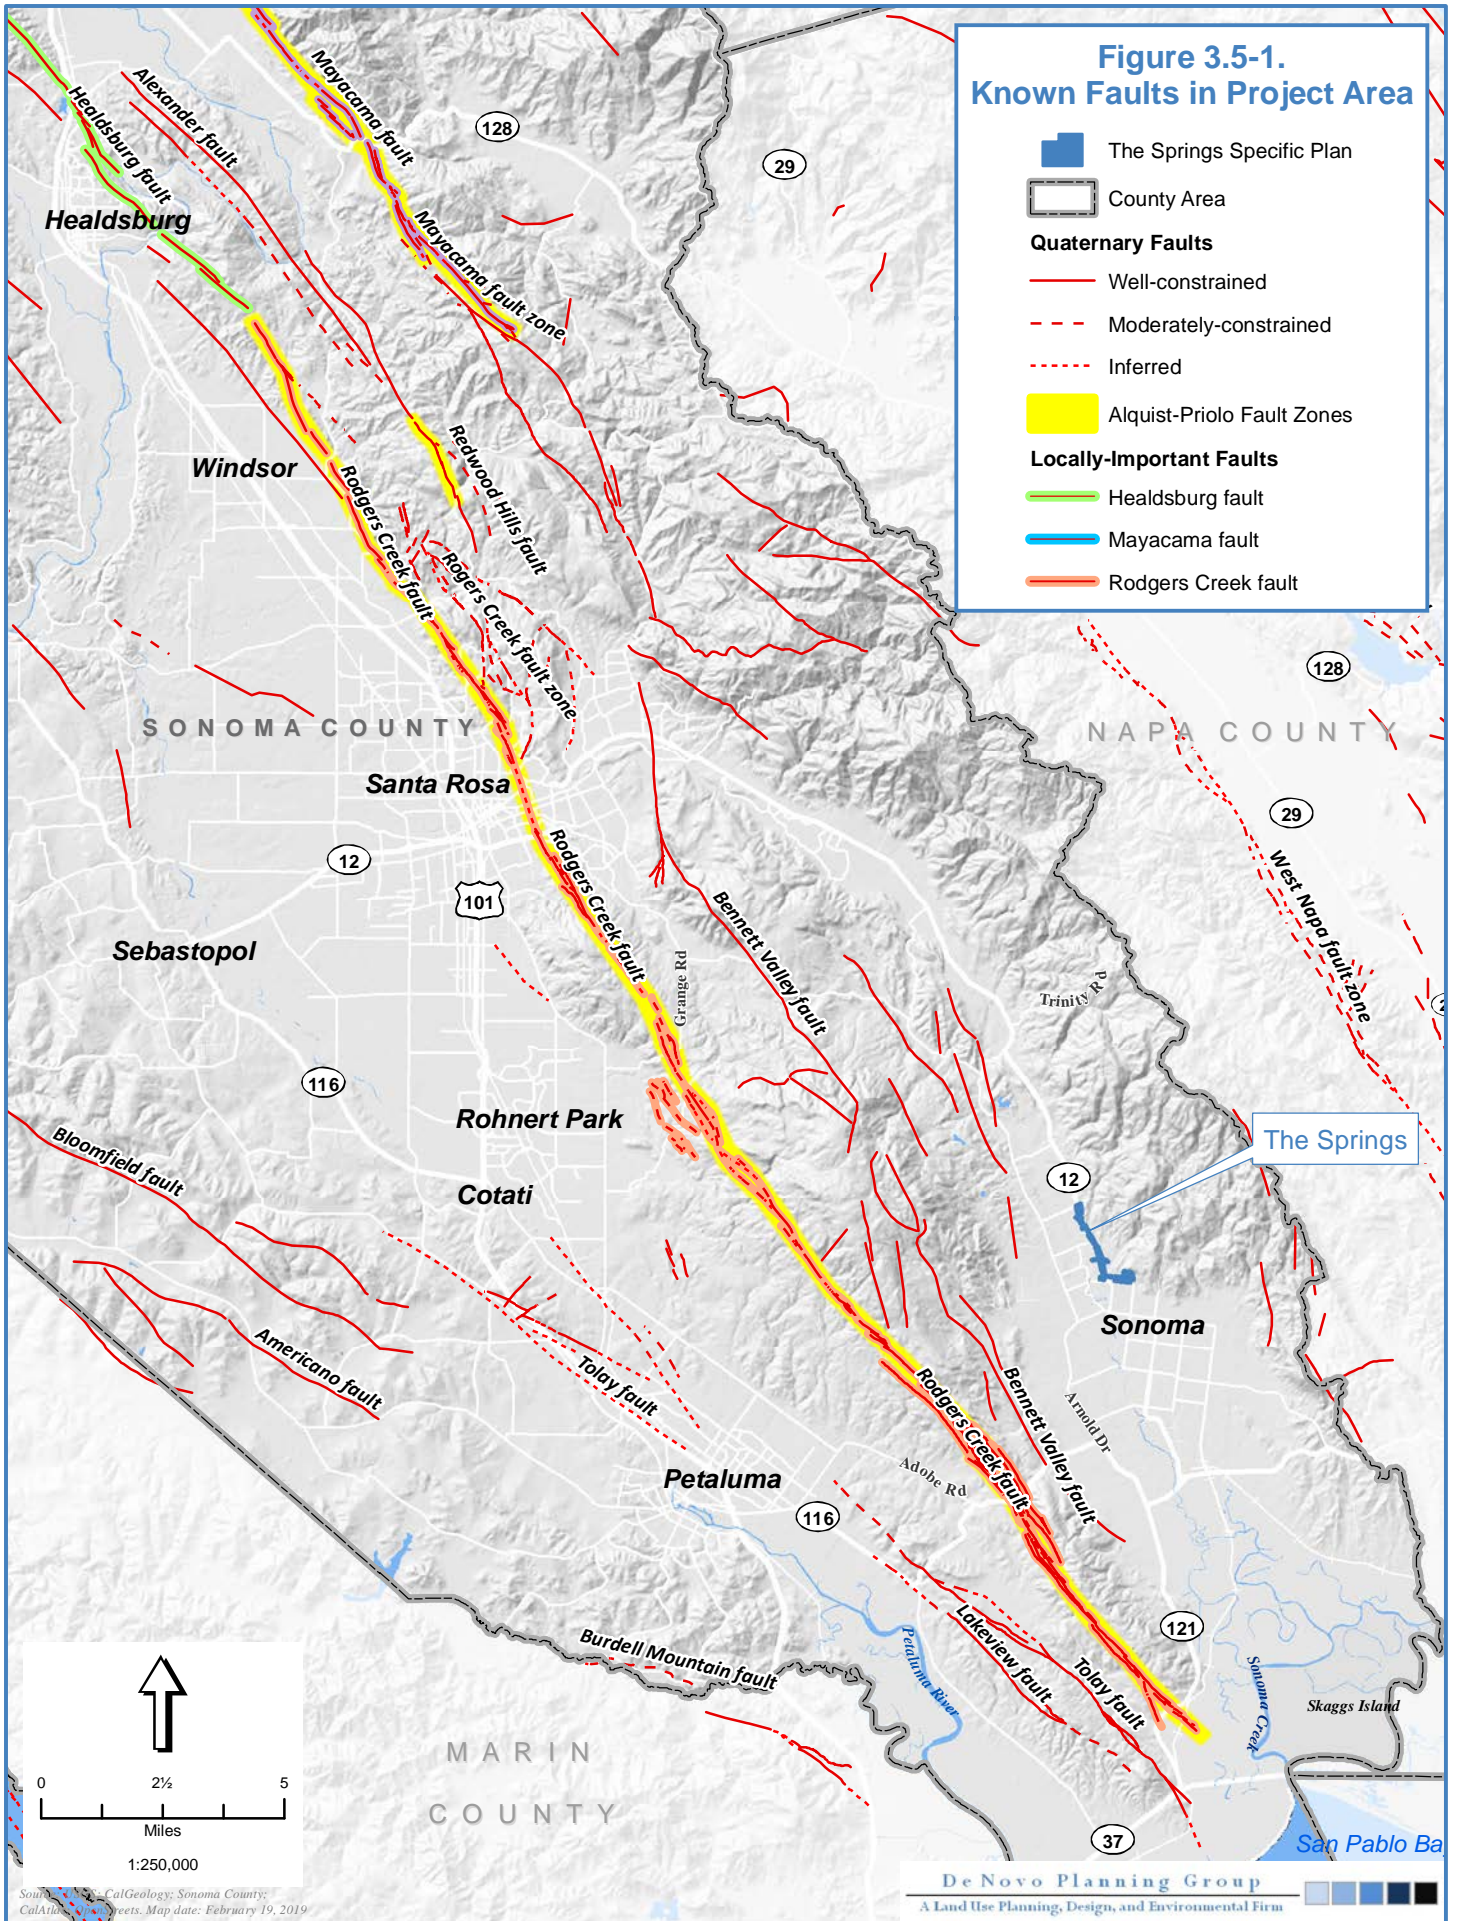 Figure 3.5-1.
Known Faults in Project Area
The Springs Specific Plan
County Area
Quaternary Faults
Well-constrained
Moderately-constrained
Inferred
Alquist-Priolo Fault Zones
Locally-Important Faults
Healdsburg fault
Mayacama fault
Rodgers Creek fault
Mayacama fault
Alexander fault
Healdsburg fault
128
29
Healdsburg
Mayacama fault zone
Windsor
Redwood Hills fault
Rodgers Creek fault
Rogers Creek fault zone
128
SONOMA COUNTY
NAPA COUNTY
Santa Rosa
29
12
101
Rodgers Creek fault
Sebastopol
Bennett Valley fault
West Napa fault zone
Grange Rd
Trinity Rd
116
Rohnert Park
The Springs
Bloomfield fault
12
Cotati
Sonoma
Americano fault
Tolay fault
Rodgers Creek fault
Bennett Valley fault
Arnold Dr
Petaluma
Adobe Rd
116
Lakeview fault
121
Burdell Mountain fault
Petaluma River
Tolay fault
Sonoma Creek
Skaggs Island
MARIN
COUNTY
0 2½ 5
Miles
1:250,000
37
San Pablo Ba
CalGeology; Sonoma County;
Map date: February 19, 2019
De Novo Planning Group
A Land Use Planning, Design, and Environmental Firm